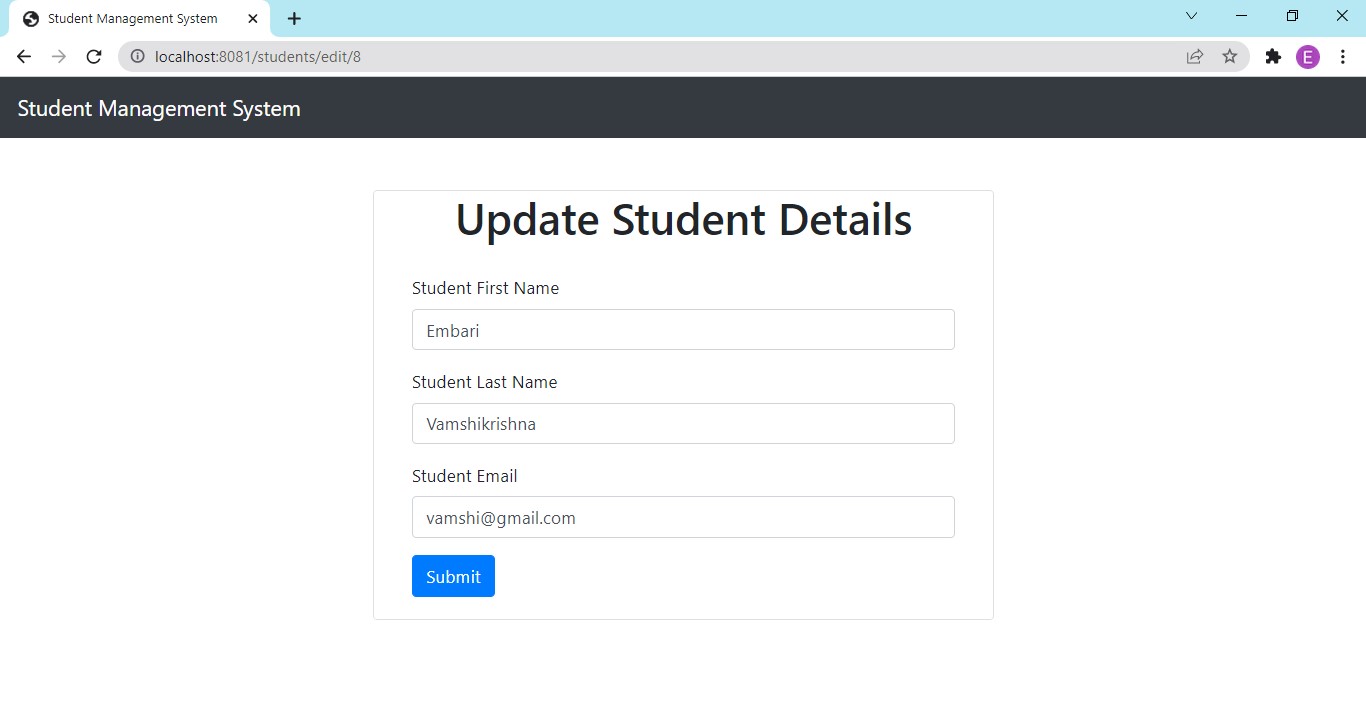 Student Management System
localhost:8081/students/edit/8
E
Student Management System
Update Student Details
Student First Name
Embari
Student Last Name
Vamshikrishna
Student Email
vamshi@gmail.com
Submit